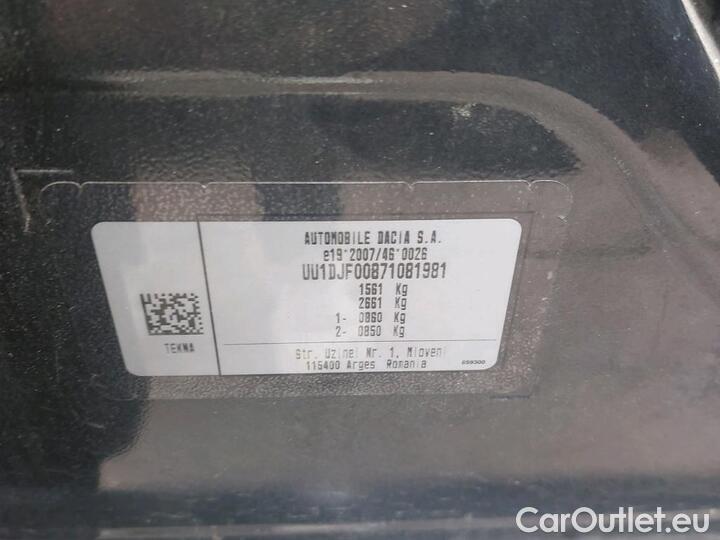 AUTOMOBILE DACIA S.A.
e19*2007/46*0026
UU1DJF00871081981
1561 Kg
2661 Kg
1- 0860 Kg
2- 0850 Kg
TEKNA
Str. Uzinei Nr. 1, Mioveni
115400 Arges Romania
CarOutlet.eu